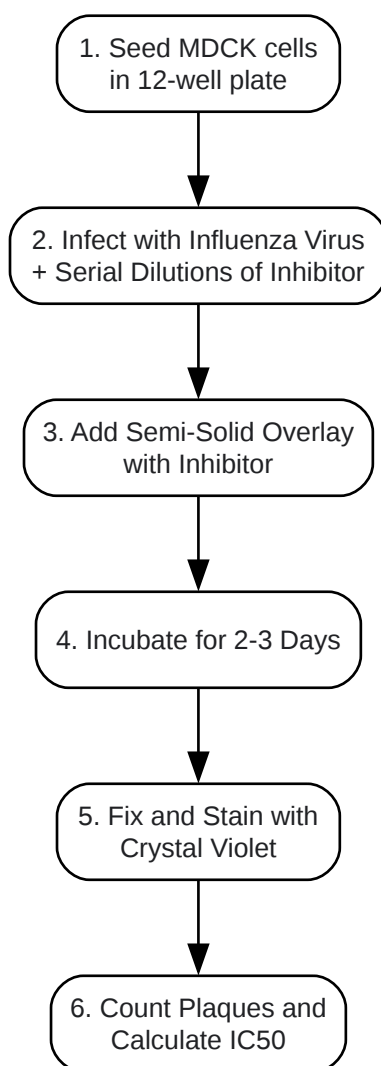 1. Seed MDCK cells
in 12-well plate
2. Infect with Influenza Virus
+ Serial Dilutions of Inhibitor
3. Add Semi-Solid Overlay
with Inhibitor
4. Incubate for 2-3 Days
5. Fix and Stain with
Crystal Violet
6. Count Plaques and
Calculate IC50